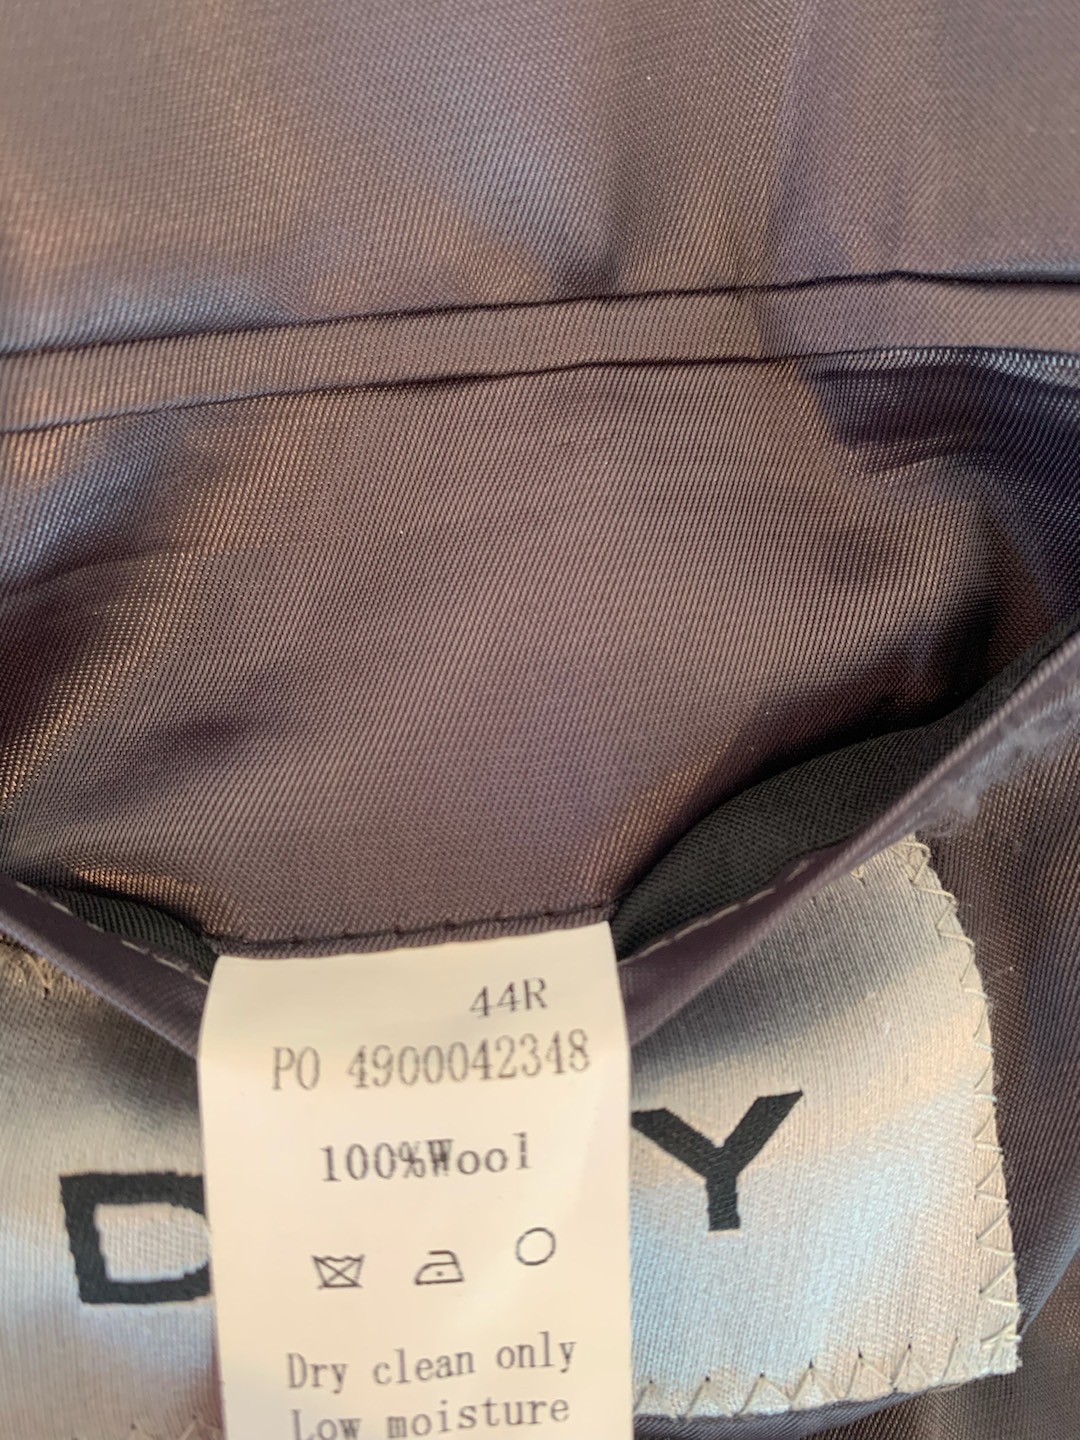 44R
PO 4900042348
100%Wool
Dry clean only
Low moisture
D Y